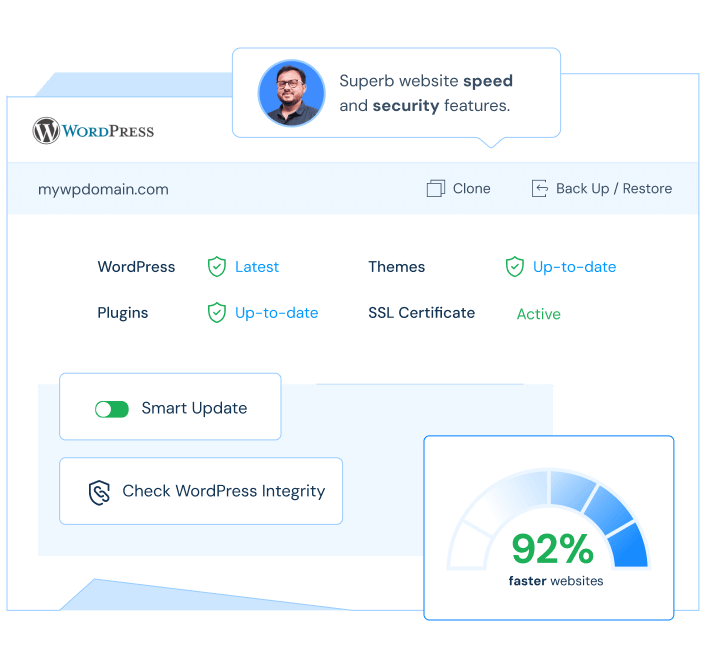 Superb website speed
and security features.
WORDPRESS
mywpdomain.com
Clone
Back Up / Restore
WordPress
Latest
Themes
Up-to-date
Plugins
Up-to-date
SSL Certificate
Active
Smart Update
Check WordPress Integrity
92%
faster websites